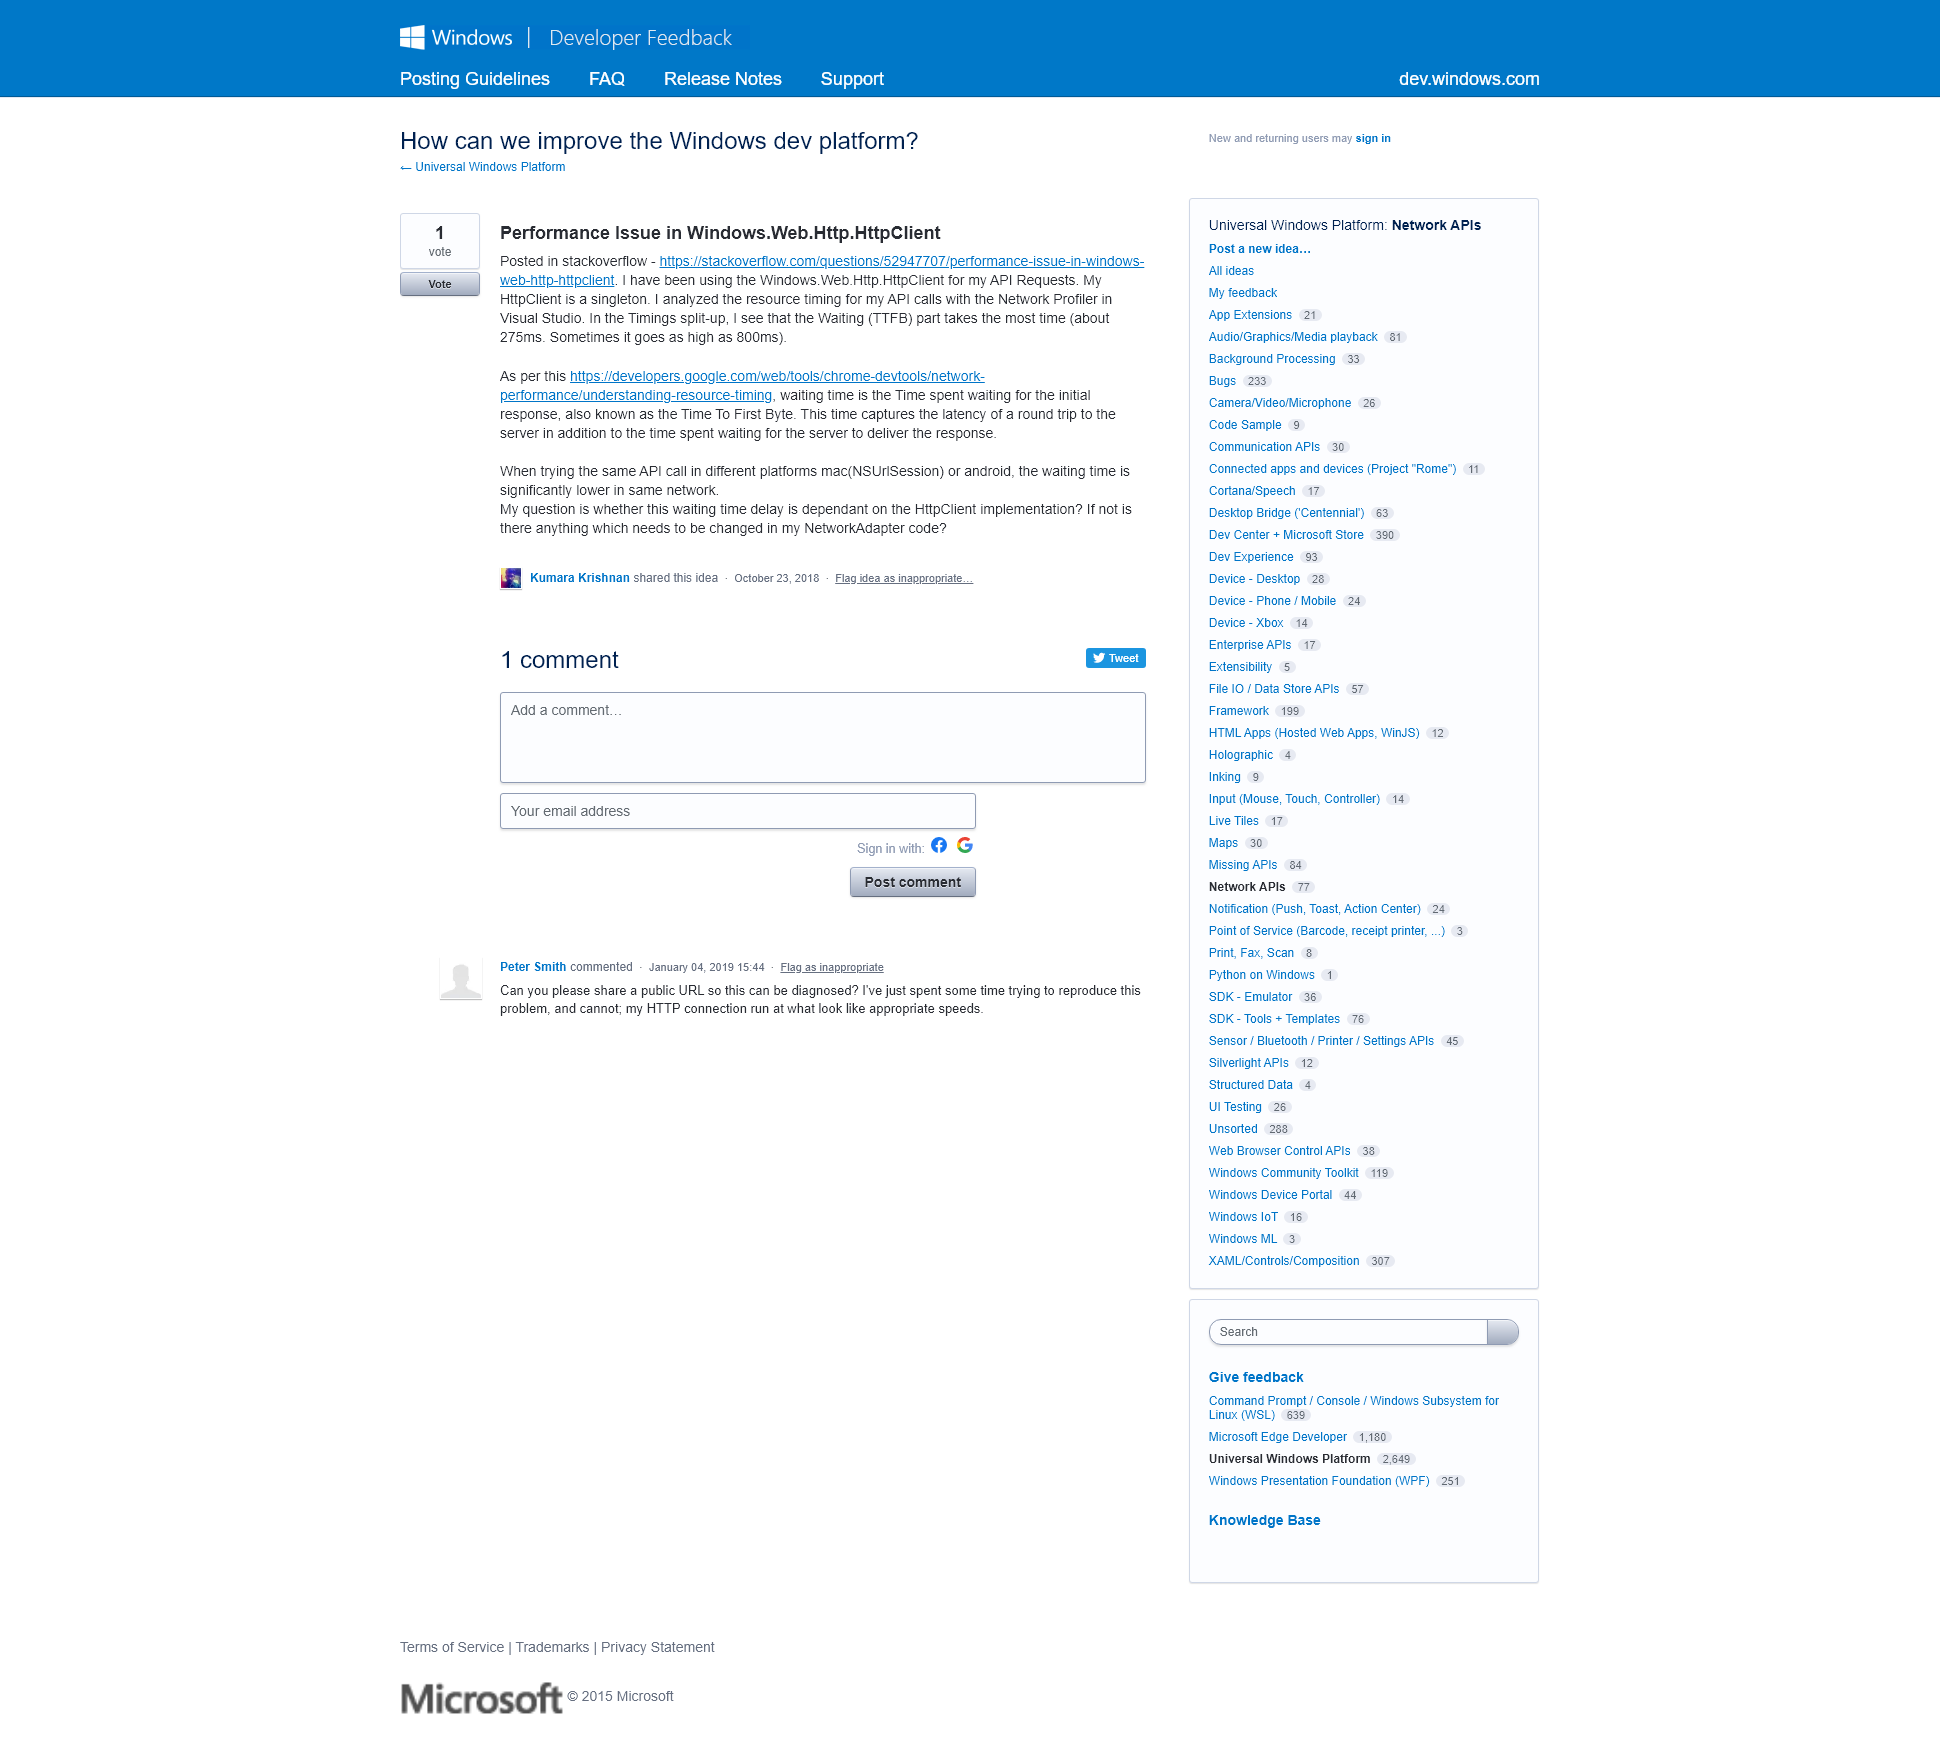 Windows | Developer Feedback
Posting Guidelines FAQ Release Notes Support dev.windows.com
How can we improve the Windows dev platform?
← Universal Windows Platform
New and returning users may sign in
1
vote
Vote
Performance Issue in Windows.Web.Http.HttpClient
Posted in stackoverflow - https://stackoverflow.com/questions/52947707/performance-issue-in-windows-
web-http-httpclient. I have been using the Windows.Web.Http.HttpClient for my API Requests. My
HttpClient is a singleton. I analyzed the resource timing for my API calls with the Network Profiler in
Visual Studio. In the Timings split-up, I see that the Waiting (TTFB) part takes the most time (about
275ms. Sometimes it goes as high as 800ms).
As per this https://developers.google.com/web/tools/chrome-devtools/network-
performance/understanding-resource-timing, waiting time is the Time spent waiting for the initial
response, also known as the Time To First Byte. This time captures the latency of a round trip to the
server in addition to the time spent waiting for the server to deliver the response.
When trying the same API call in different platforms mac(NSUrlSession) or android, the waiting time is
significantly lower in same network.
My question is whether this waiting time delay is dependant on the HttpClient implementation? If not is
there anything which needs to be changed in my NetworkAdapter code?
Kumara Krishnan shared this idea · October 23, 2018 · Flag idea as inappropriate…
1 comment
Tweet
Add a comment…
Your email address
Sign in with:
Post comment
Peter Smith commented · January 04, 2019 15:44 · Flag as inappropriate
Can you please share a public URL so this can be diagnosed? I've just spent some time trying to reproduce this
problem, and cannot; my HTTP connection run at what look like appropriate speeds.
Universal Windows Platform: Network APIs
Post a new idea…
All ideas
My feedback
App Extensions 21
Audio/Graphics/Media playback 81
Background Processing 33
Bugs 233
Camera/Video/Microphone 26
Code Sample 9
Communication APIs 30
Connected apps and devices (Project "Rome") 11
Cortana/Speech 17
Desktop Bridge ('Centennial') 63
Dev Center + Microsoft Store 390
Dev Experience 93
Device - Desktop 28
Device - Phone / Mobile 24
Device - Xbox 14
Enterprise APIs 17
Extensibility 5
File IO / Data Store APIs 57
Framework 199
HTML Apps (Hosted Web Apps, WinJS) 12
Holographic 4
Inking 9
Input (Mouse, Touch, Controller) 14
Live Tiles 17
Maps 30
Missing APIs 84
Network APIs 77
Notification (Push, Toast, Action Center) 24
Point of Service (Barcode, receipt printer, ...) 3
Print, Fax, Scan 8
Python on Windows 1
SDK - Emulator 36
SDK - Tools + Templates 76
Sensor / Bluetooth / Printer / Settings APIs 45
Silverlight APIs 12
Structured Data 4
UI Testing 26
Unsorted 288
Web Browser Control APIs 38
Windows Community Toolkit 119
Windows Device Portal 44
Windows IoT 16
Windows ML 3
XAML/Controls/Composition 307
Search
Give feedback
Command Prompt / Console / Windows Subsystem for
Linux (WSL) 639
Microsoft Edge Developer 1,180
Universal Windows Platform 2,649
Windows Presentation Foundation (WPF) 251
Knowledge Base
Terms of Service | Trademarks | Privacy Statement
Microsoft © 2015 Microsoft